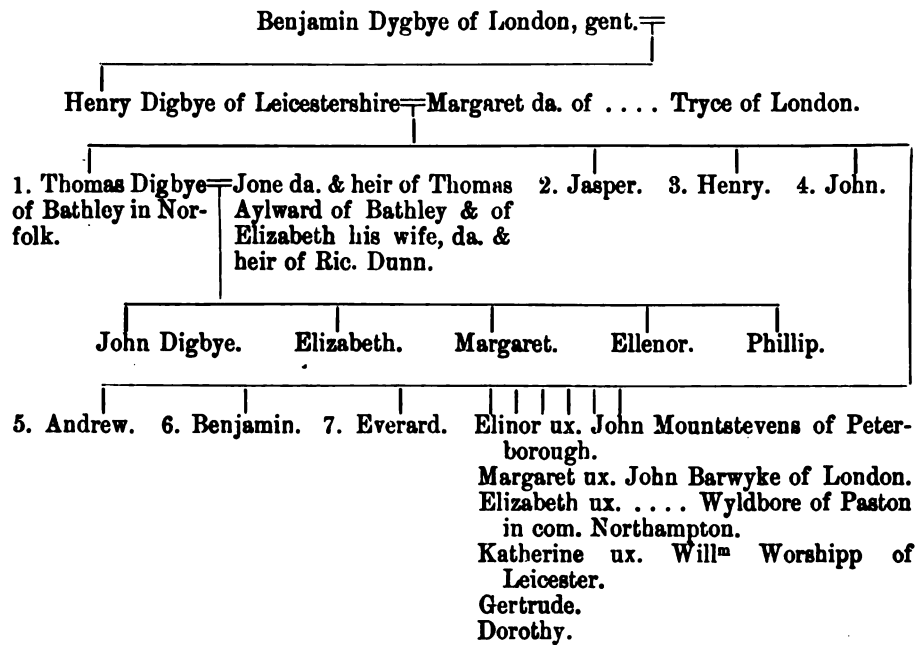 Benjamin Dygbye of London, gent.
Henry Digbye of Leicestershire Margaret da. of .... Tryce of London.
1. Thomas Digbye
of Bathley in Nor-
folk.
Jone da. & heir of Thomas
Aylward of Bathley & of
Elizabeth his wife, da. &
heir of Ric. Dunn.
2. Jasper. 3. Henry. 4. John.
John Digbye. Elizabeth. Margaret. Ellenor. Phillip.
5. Andrew. 6. Benjamin. 7. Everard.
Elinor ux. John Mountstevens of Peter-
borough.
Margaret ux. John Barwyke of London.
Elizabeth ux. .... Wyldbore of Paston
in com. Northampton.
Katherine ux. Willᵐ Worshipp of
Leicester.
Gertrude.
Dorothy.